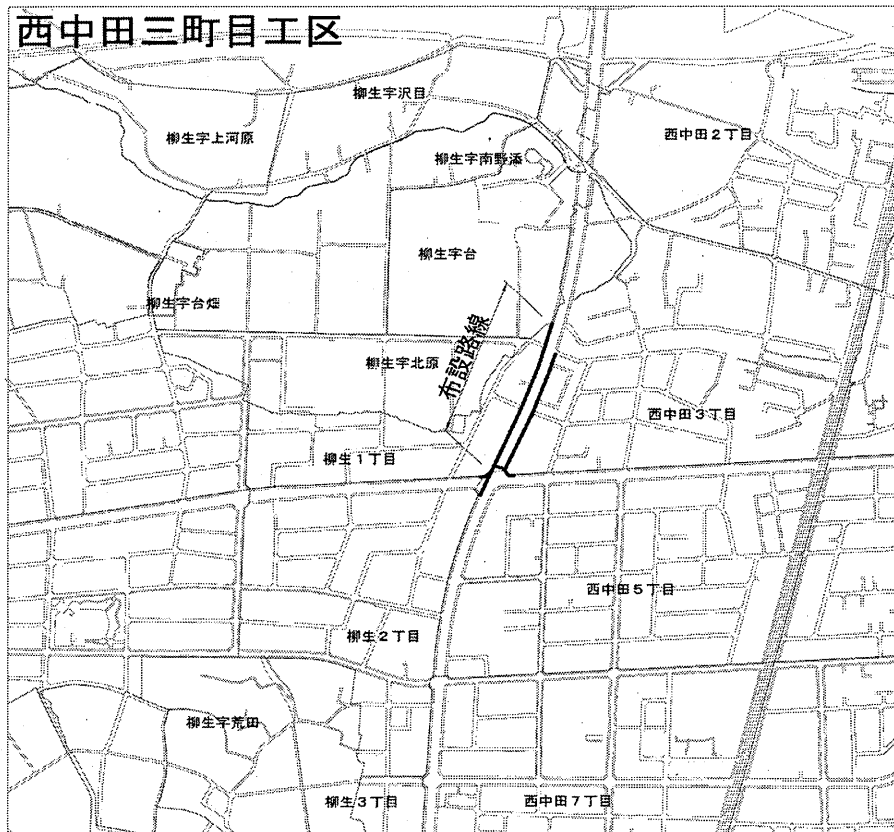 西中田三町目工区
柳生字沢目
柳生字上河原
西中田2丁目
柳生字南野添
柳生字台
柳生字台畑
布設路線
柳生字北原
西中田3丁目
柳生1丁目
西中田5丁目
柳生2丁目
柳生字荒田
柳生3丁目
西中田7丁目